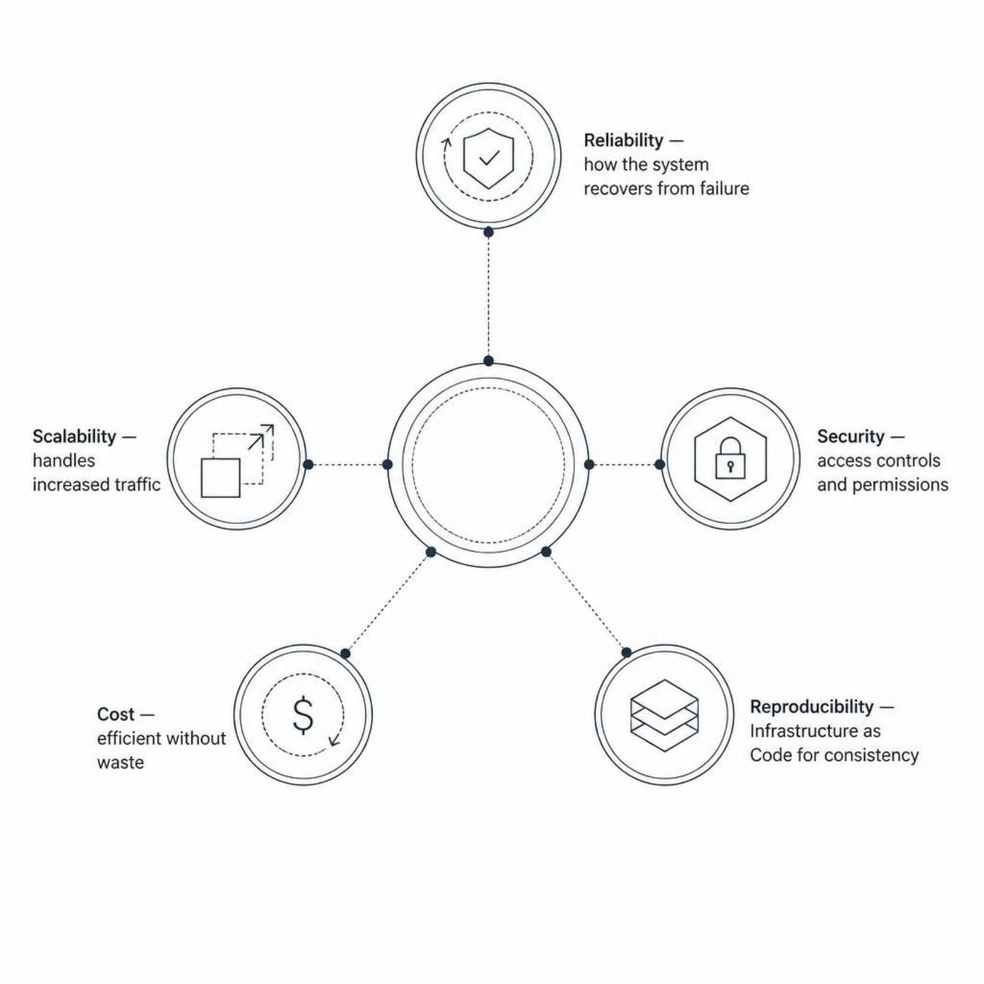 Reliability —
how the system
recovers from failure
Scalability —
handles
increased traffic
Security —
access controls
and permissions
$
Cost —
efficient without
waste
Reproducibility —
Infrastructure as
Code for consistency